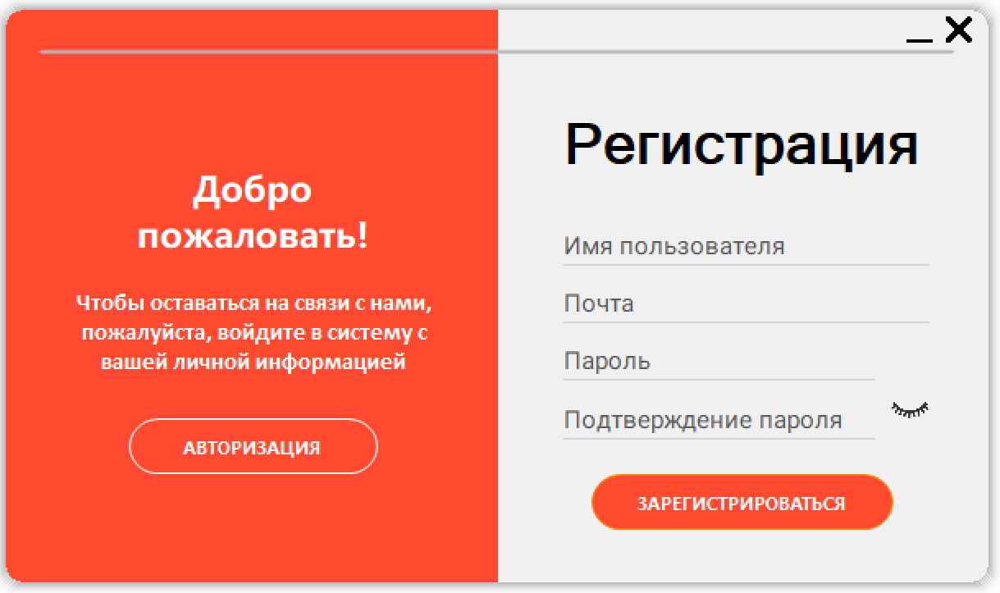 Добро
пожаловать!
Чтобы оставаться на связи с нами,
пожалуйста, войдите в систему с
вашей личной информацией
АВТОРИЗАЦИЯ
Регистрация
Имя пользователя
Почта
Пароль
Подтверждение пароля
ЗАРЕГИСТРИРОВАТЬСЯ